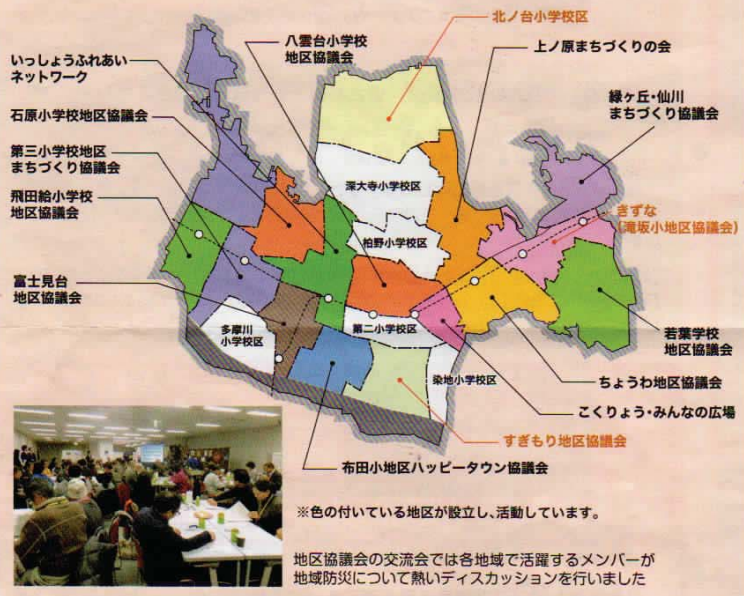 北ノ台小学校区
八雲台小学校
地区協議会
上ノ原まちづくりの会
いっしょうふれあい
ネットワーク
緑ヶ丘・仙川
まちづくり協議会
石原小学校地区協議会
第三小学校地区
まちづくり協議会
深大寺小学校区
飛田給小学校
地区協議会
きずな
(滝坂小地区協議会)
柏野小学校区
富士見台
地区協議会
多摩川
小学校区
第二小学校区
若葉学校
地区協議会
染地小学校区
ちょうわ地区協議会
こくりょう・みんなの広場
すぎもり地区協議会
布田小地区ハッピータウン協議会
※色の付いている地区が設立し、活動しています。
地区協議会の交流会では各地域で活躍するメンバーが
地域防災について熱いディスカッションを行いました